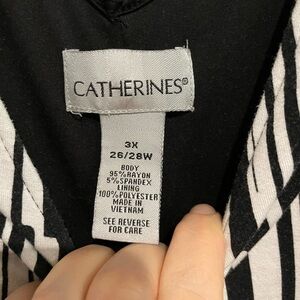 CATHERINES®
3X
26/28W
BODY
95%RAYON
5%SPANDEX
LINING
100%POLYESTER
MADE IN
VIETNAM
SEE REVERSE
FOR CARE